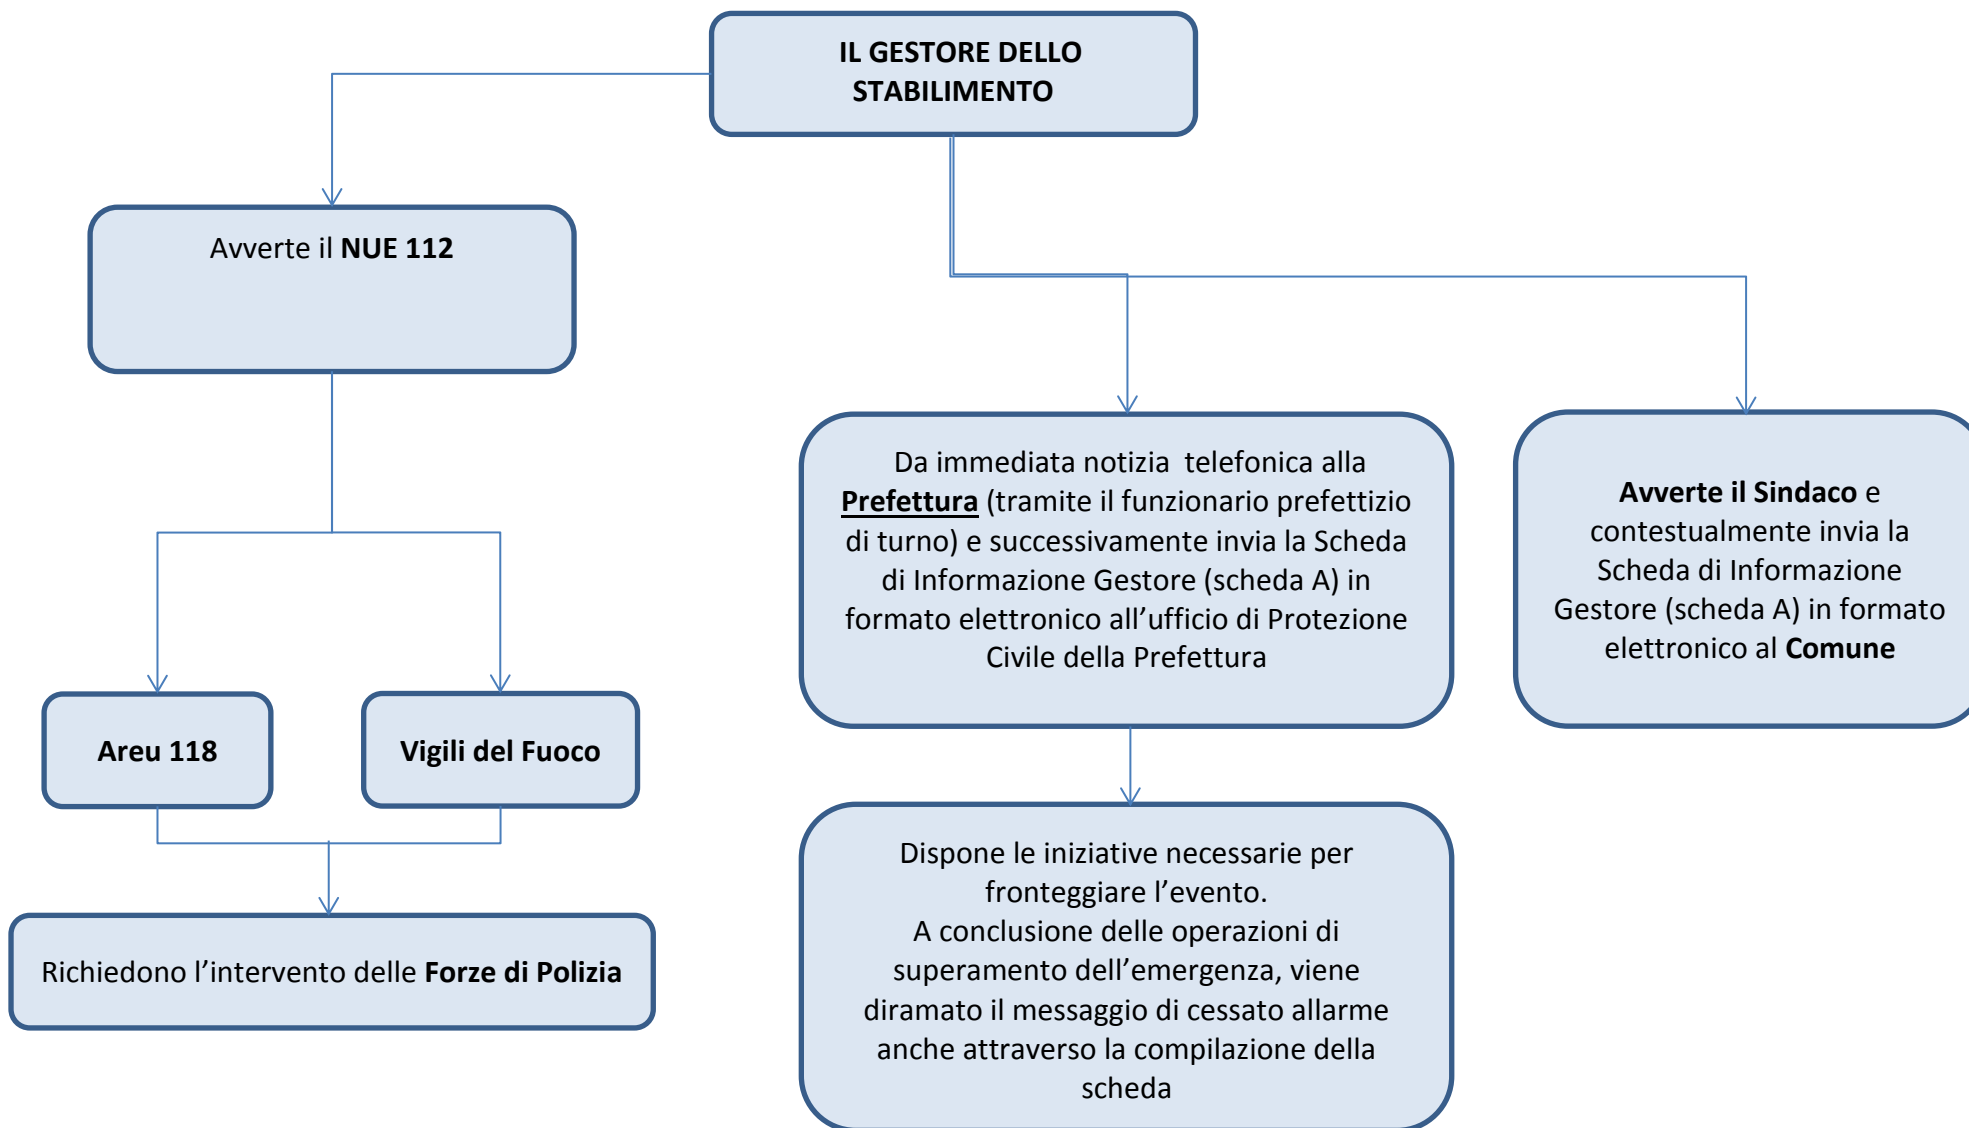 IL GESTORE DELLO
STABILIMENTO
Avverte il NUE 112
Da immediata notizia  telefonica alla
Prefettura (tramite il funzionario prefettizio
di turno) e successivamente invia la Scheda
di Informazione Gestore (scheda A) in
formato elettronico all’ufficio di Protezione
Civile della Prefettura
Avverte il Sindaco e
contestualmente invia la
Scheda di Informazione
Gestore (scheda A) in formato
elettronico al Comune
Areu 118
Vigili del Fuoco
Dispone le iniziative necessarie per
fronteggiare l’evento.
A conclusione delle operazioni di
superamento dell’emergenza, viene
diramato il messaggio di cessato allarme
anche attraverso la compilazione della
scheda
Richiedono l’intervento delle Forze di Polizia